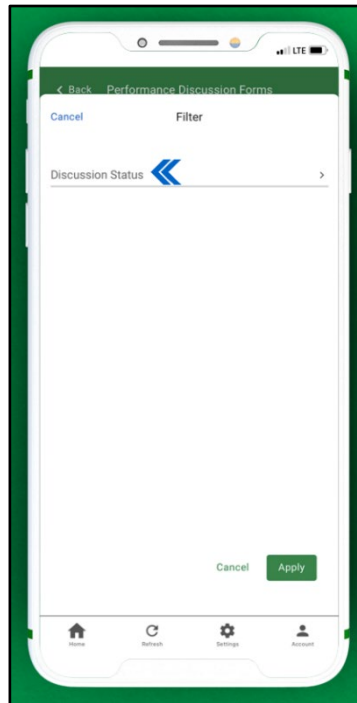 LTE
Back Performance Discussion Forms
Cancel Filter
Discussion Status
Cancel Apply
Home Refresh Settings Account